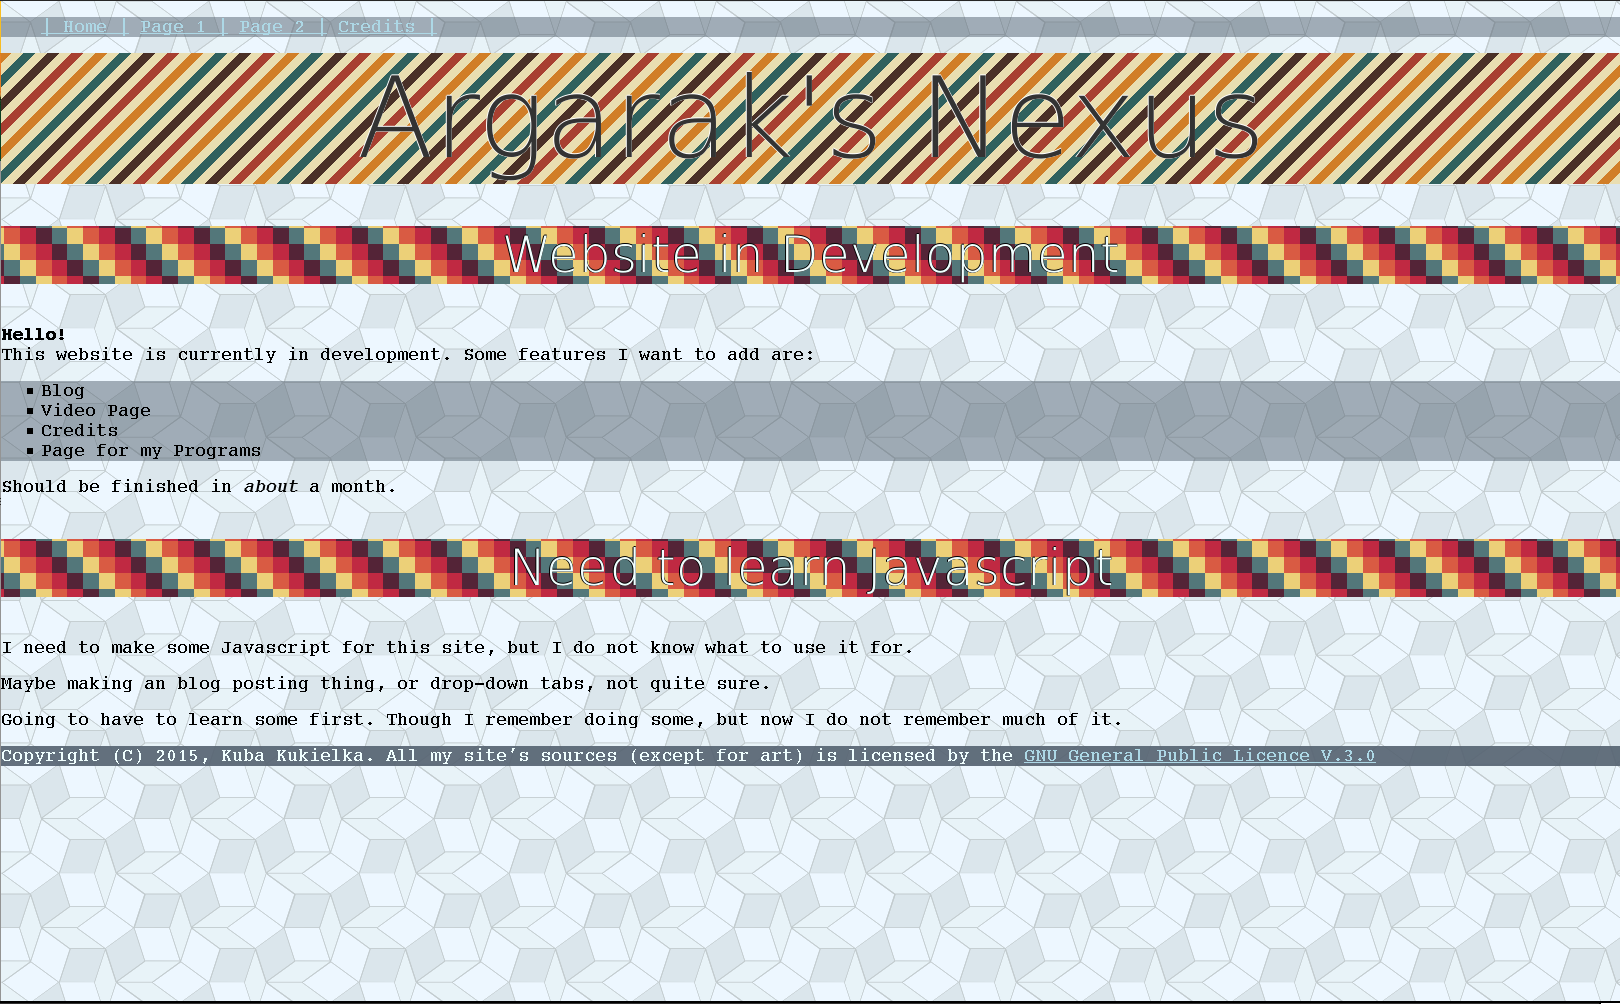 | Home | Page 1 | Page 2 | Credits |
Argarak's Nexus
Website in Development
Hello!
This website is currently in development. Some features I want to add are:
▪ Blog
▪ Video Page
▪ Credits
▪ Page for my Programs
Should be finished in about a month.
Need to learn Javascript
I need to make some Javascript for this site, but I do not know what to use it for.
Maybe making an blog posting thing, or drop-down tabs, not quite sure.
Going to have to learn some first. Though I remember doing some, but now I do not remember much of it.
Copyright (C) 2015, Kuba Kukielka. All my site's sources (except for art) is licensed by the GNU General Public Licence V.3.0